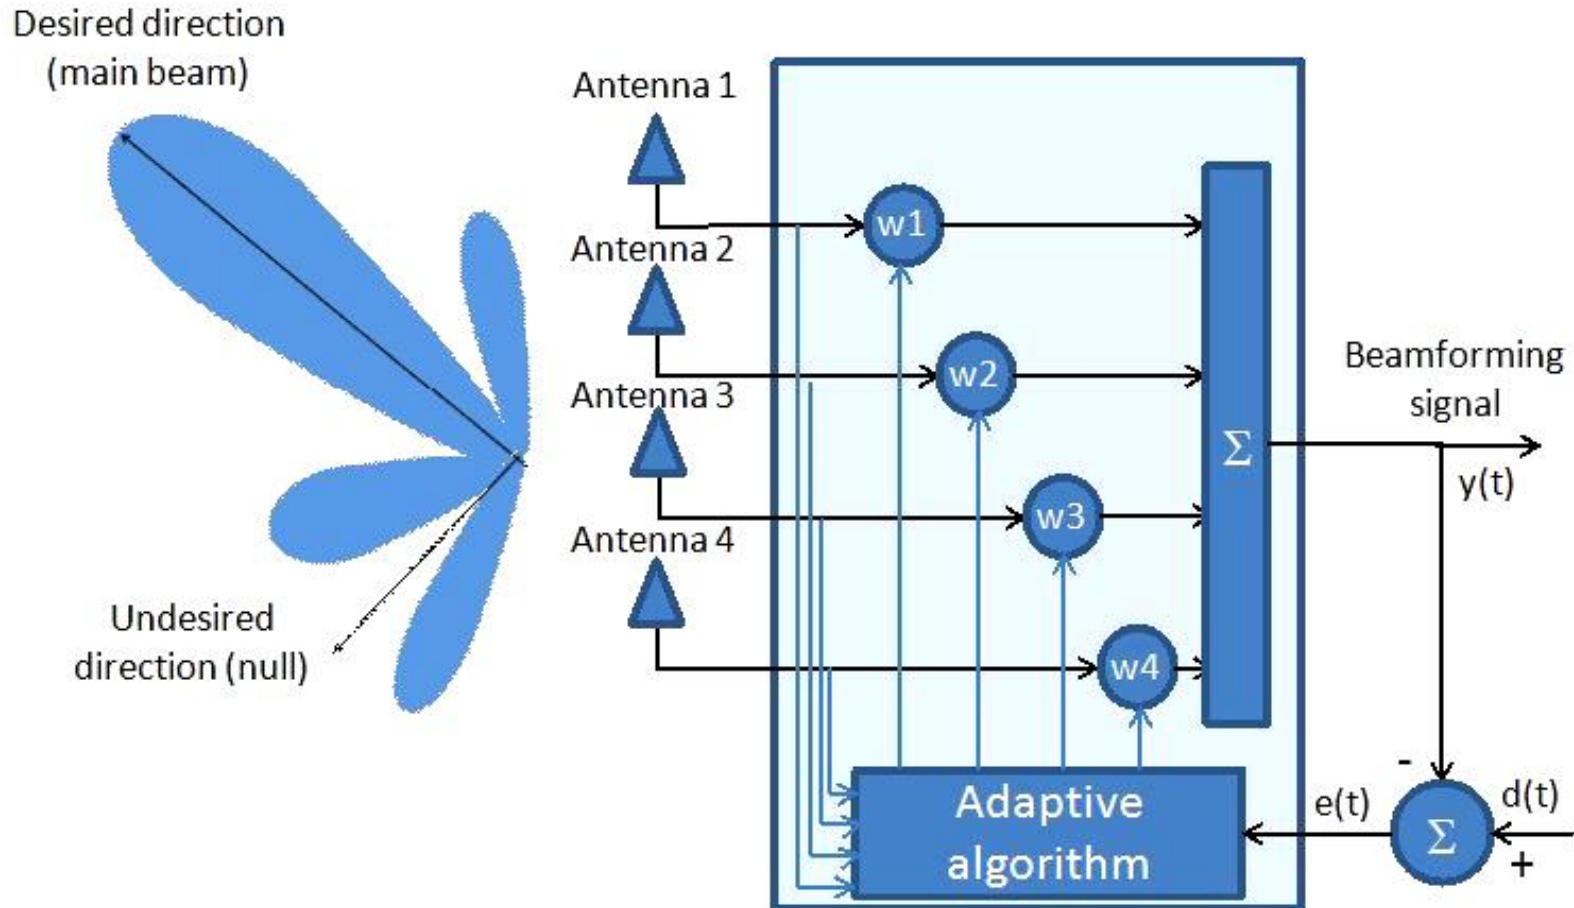 Desired direction
(main beam)
Antenna 1
w1
Antenna 2
w2
Antenna 3
Σ
Beamforming
signal
y(t)
w3
Antenna 4
Undesired
direction (null)
w4
-
Adaptive
algorithm
e(t)
Σ
d(t)
+